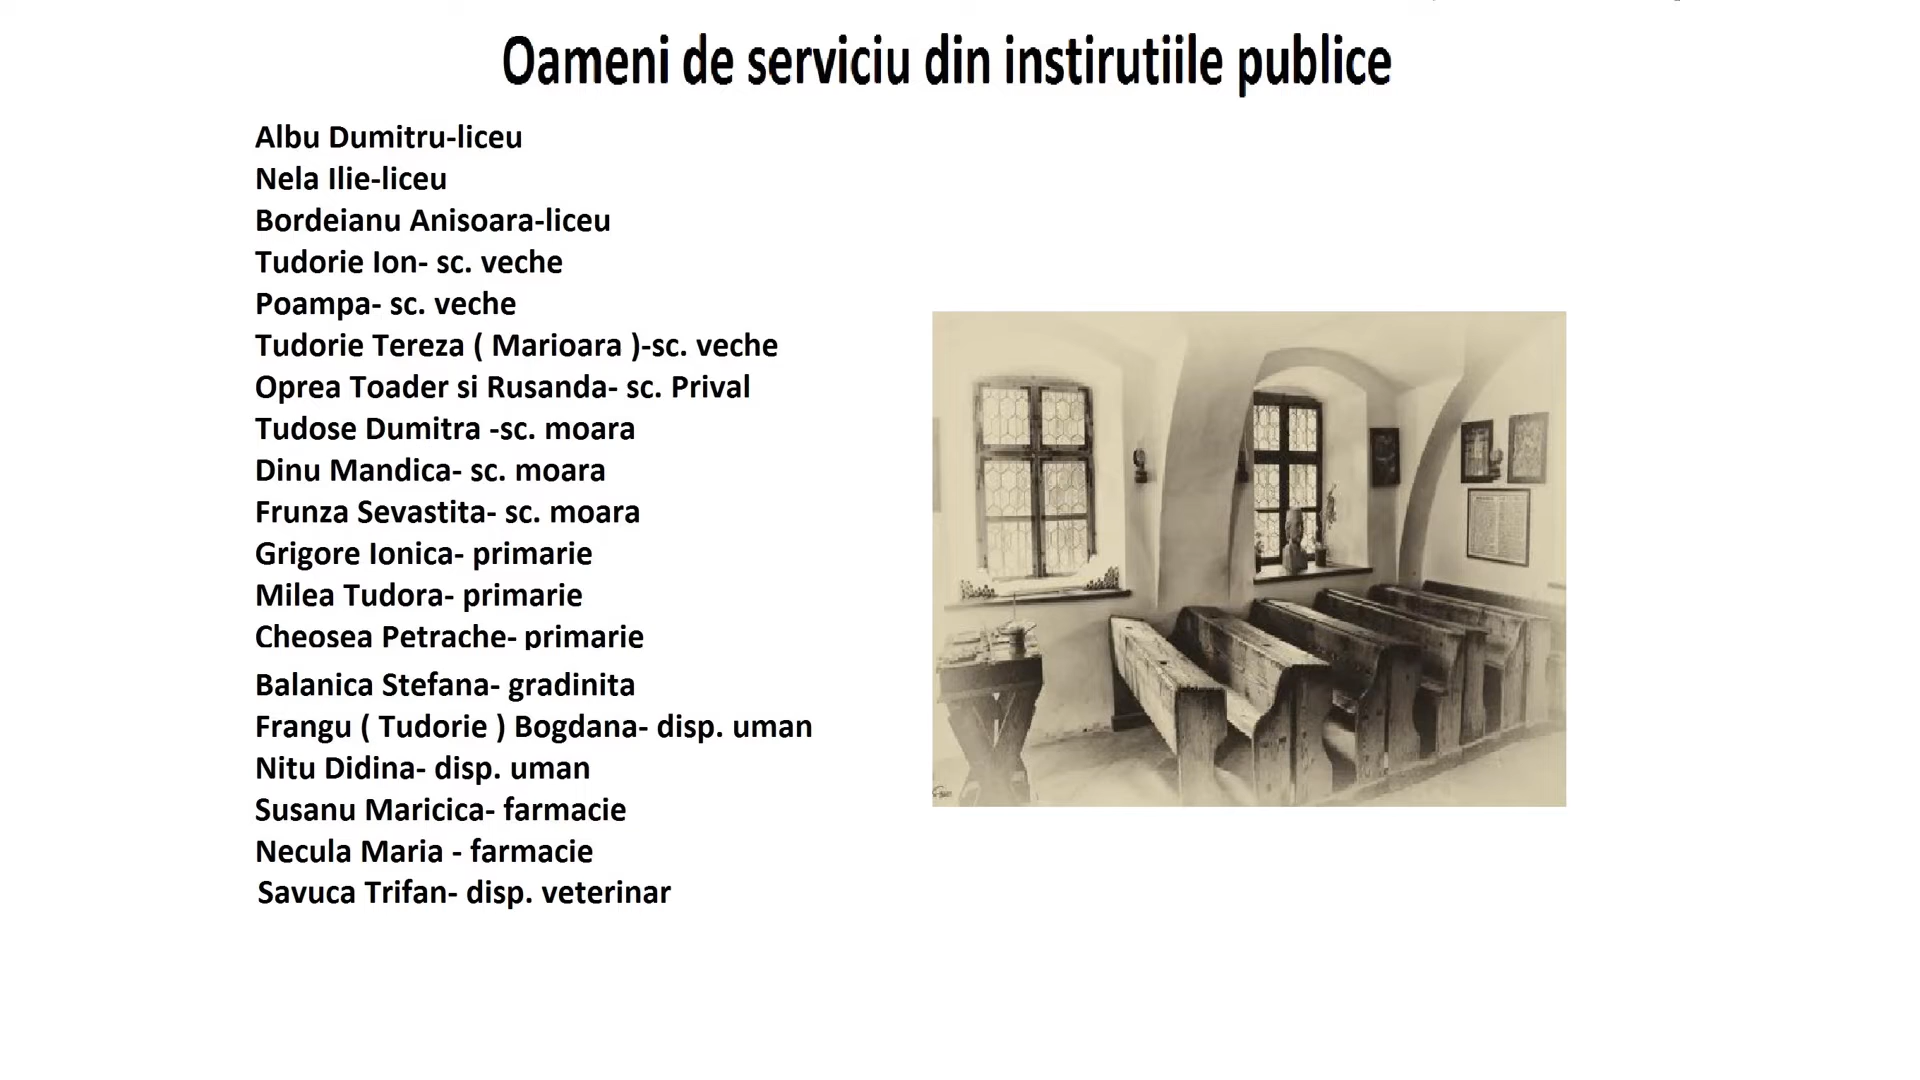 Oameni de serviciu din instirutiile publice
Albu Dumitru-liceu
Nela Ilie-liceu
Bordeianu Anisoara-liceu
Tudorie Ion- sc. veche
Poampa- sc. veche
Tudorie Tereza ( Marioara )-sc. veche
Oprea Toader si Rusanda- sc. Prival
Tudose Dumitra -sc. moara
Dinu Mandica- sc. moara
Frunza Sevastita- sc. moara
Grigore Ionica- primarie
Milea Tudora- primarie
Cheosea Petrache- primarie
Balanica Stefana- gradinita
Frangu ( Tudorie ) Bogdana- disp. uman
Nitu Didina- disp. uman
Susanu Maricica- farmacie
Necula Maria - farmacie
Savuca Trifan- disp. veterinar